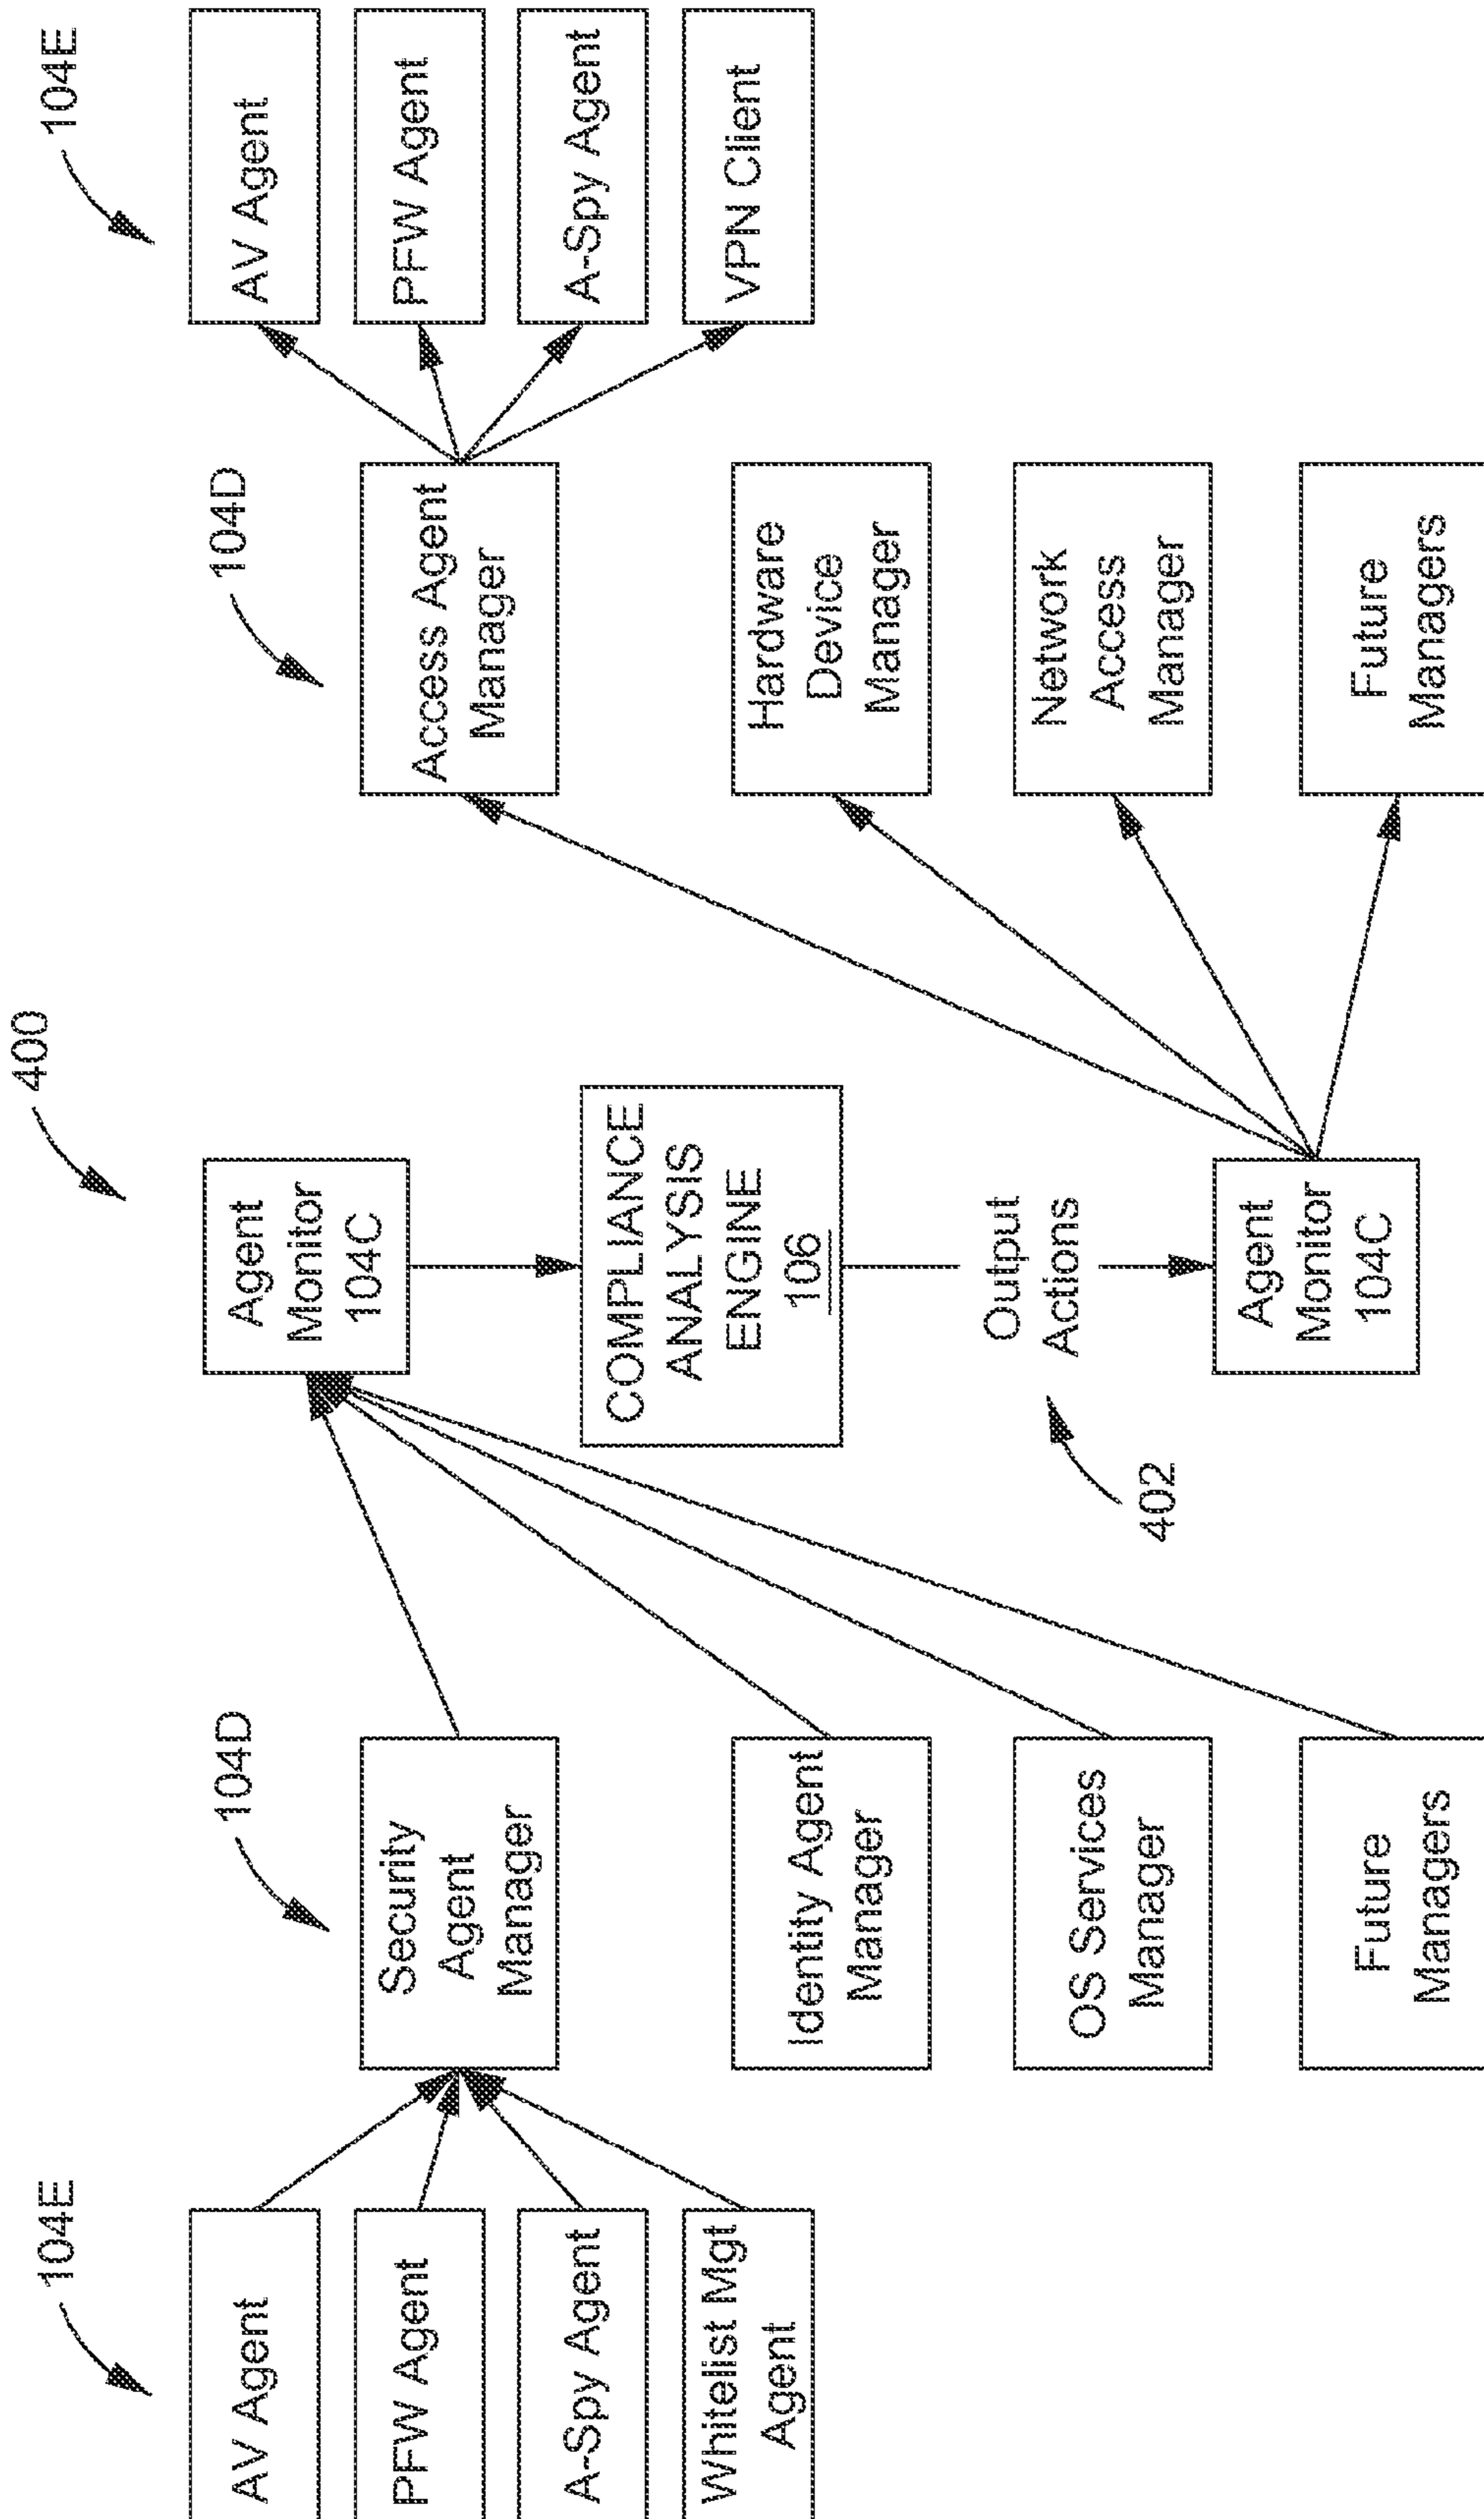 104E
AV Agent
PFW Agent
A-Spy Agent
Whitelist Mgt
Agent
104D
Security
Agent
Manager
Identity Agent
Manager
OS Services
Manager
Future
Managers
400
Agent
Monitor
104C
COMPLIANCE
ANALYSIS
ENGINE
106
Output
Actions
402
Agent
Monitor
104C
104D
Access Agent
Manager
Hardware
Device
Manager
Network
Access
Manager
Future
Managers
104E
AV Agent
PFW Agent
A-Spy Agent
VPN Client